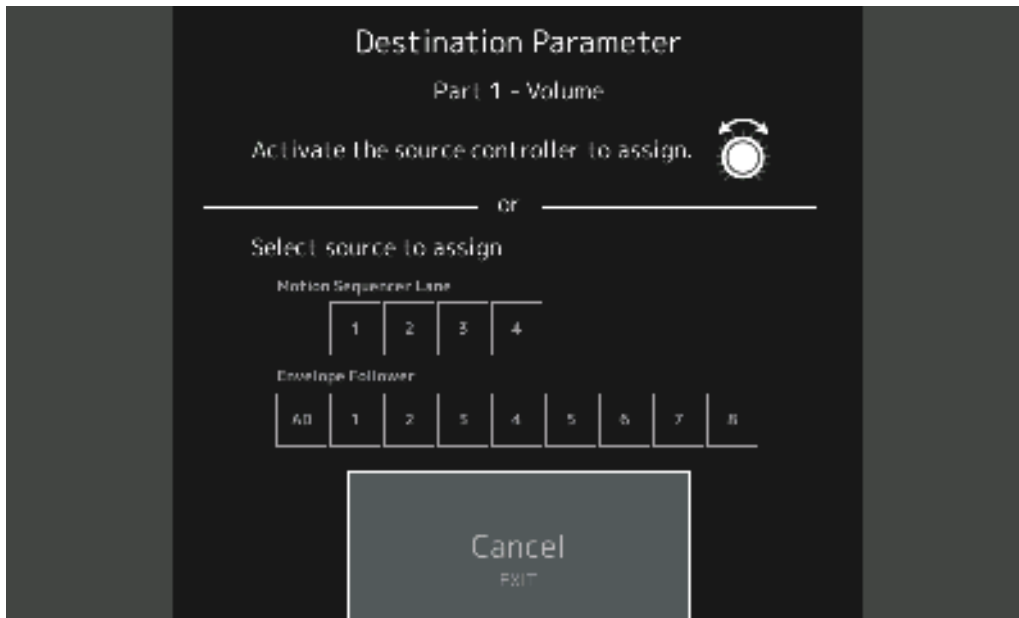 Destination Parameter
Part 1 - Volume
Activate the source controller to assign.
or
Select source to assign
Motion Sequencer Lane
1 2 3 4
Envelope Follower
AD 1 2 3 4 5 6 7 8
Cancel
EXIT